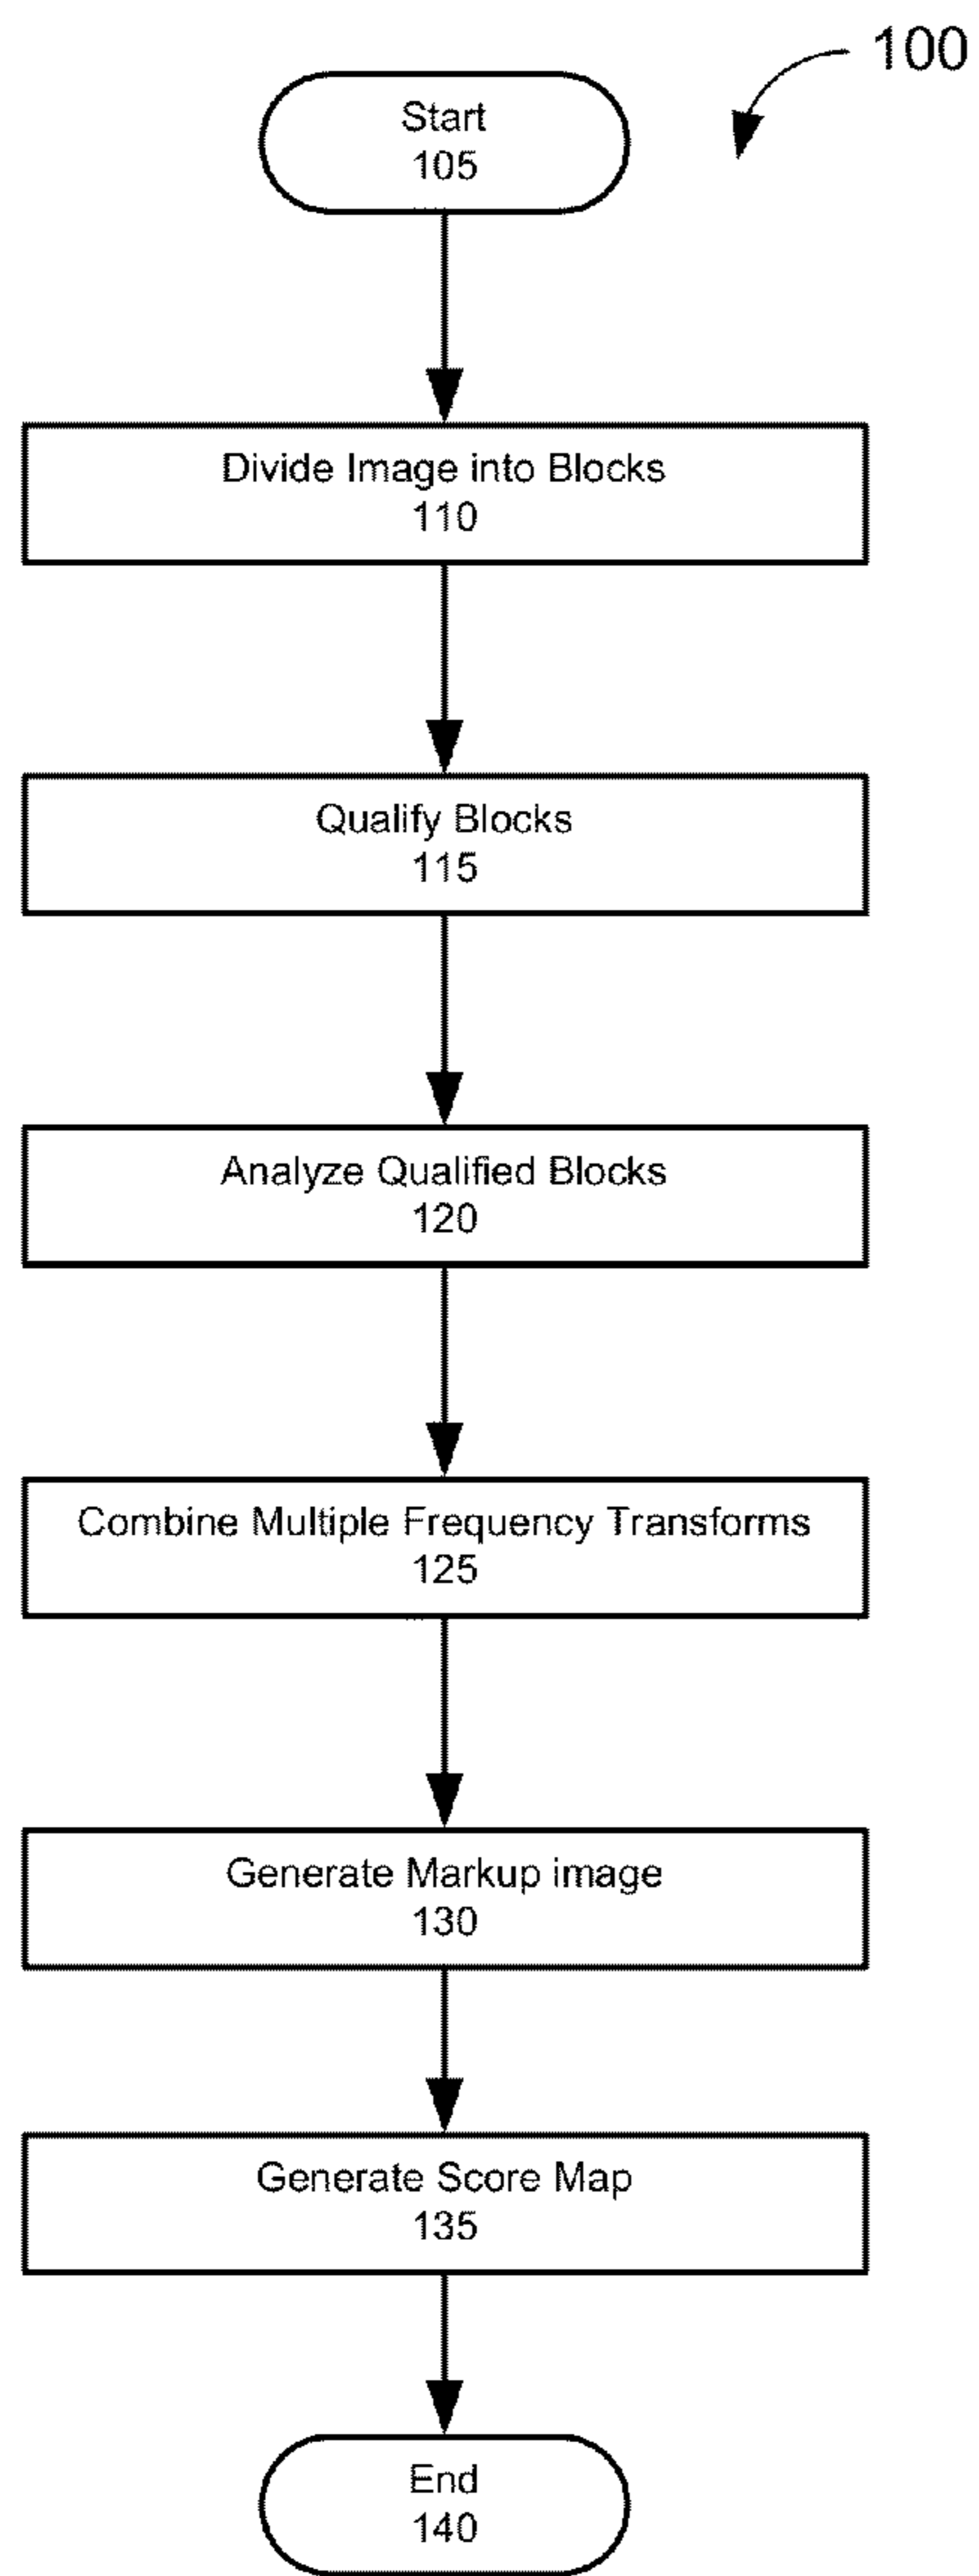 100
Start
105
Divide Image into Blocks
110
Qualify Blocks
115
Analyze Qualified Blocks
120
Combine Multiple Frequency Transforms
125
Generate Markup image
130
Generate Score Map
135
End
140